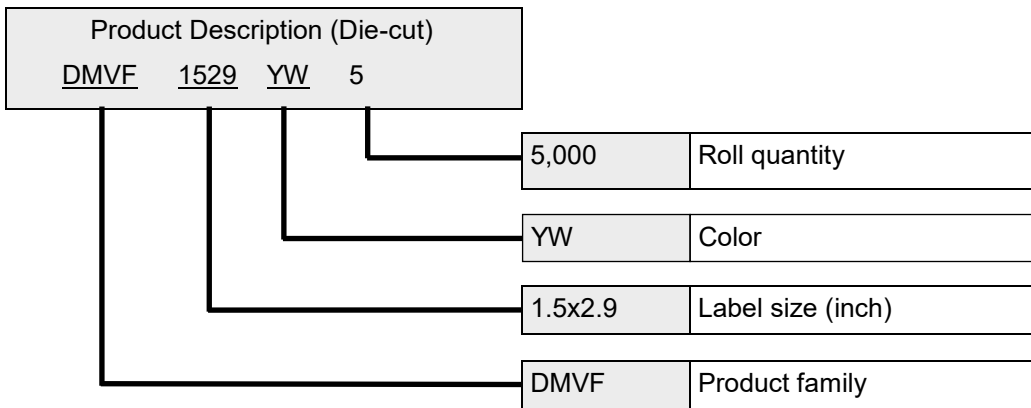 Product Description (Die-cut)
DMVF 1529 YW 5
5,000 Roll quantity
YW Color
1.5x2.9 Label size (inch)
DMVF Product family